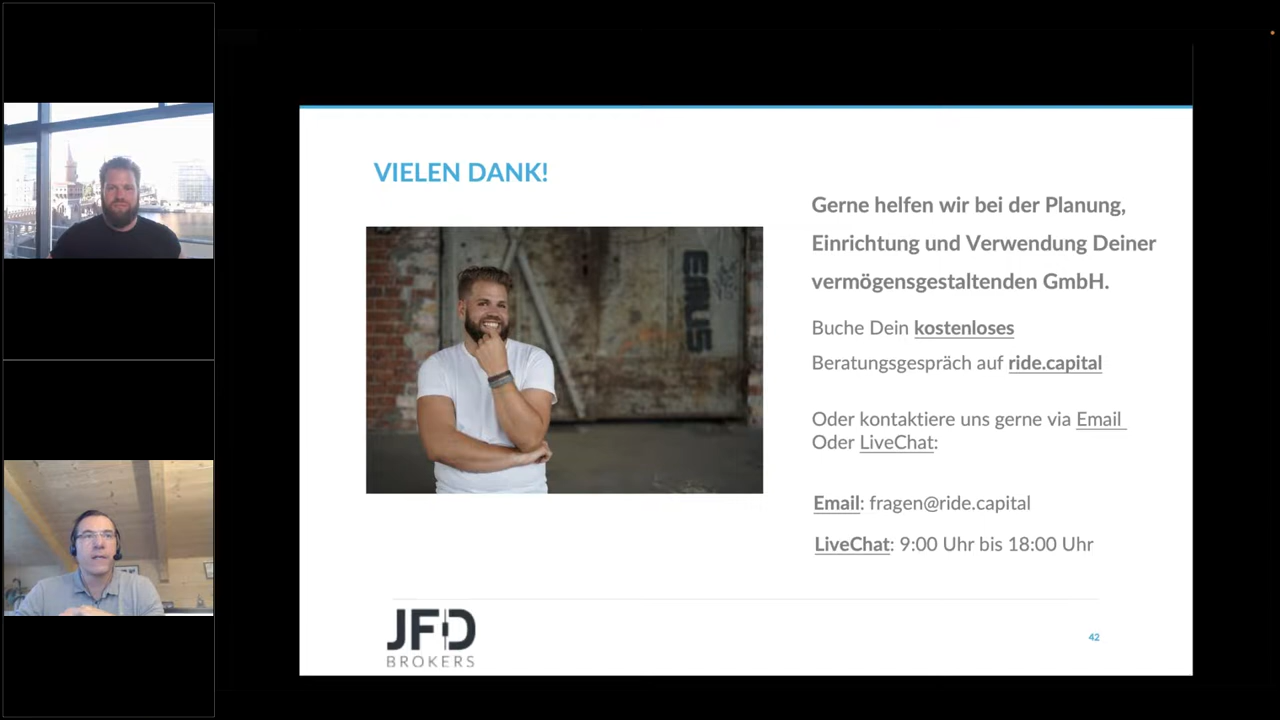 VIELEN DANK!
Gerne helfen wir bei der Planung,
Einrichtung und Verwendung Deiner
vermögensgestaltenden GmbH.
Buche Dein kostenloses
Beratungsgespräch auf ride.capital
Oder kontaktiere uns gerne via Email
Oder LiveChat:
Email: fragen@ride.capital
LiveChat: 9:00 Uhr bis 18:00 Uhr
EMUS
JFD
BROKERS
42